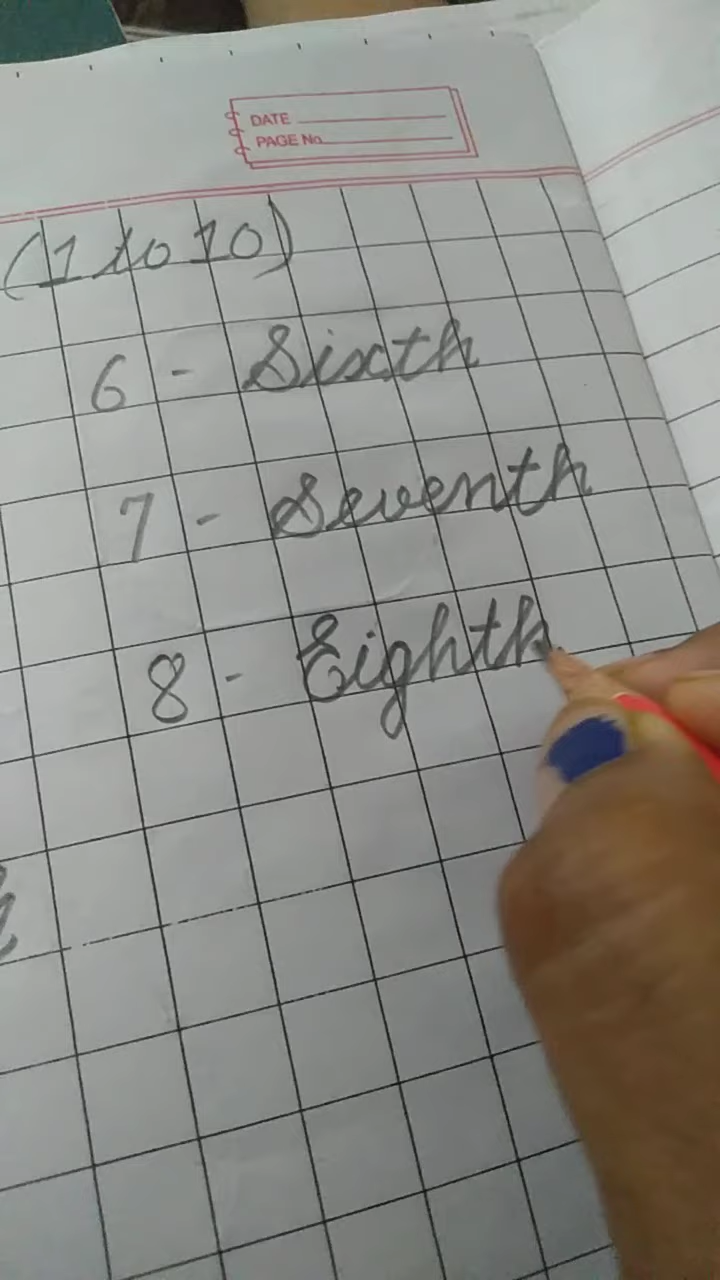 DATE
PAGE No.
(1 to 10)
6 - Sixth
7 - Seventh
8 - Eighth